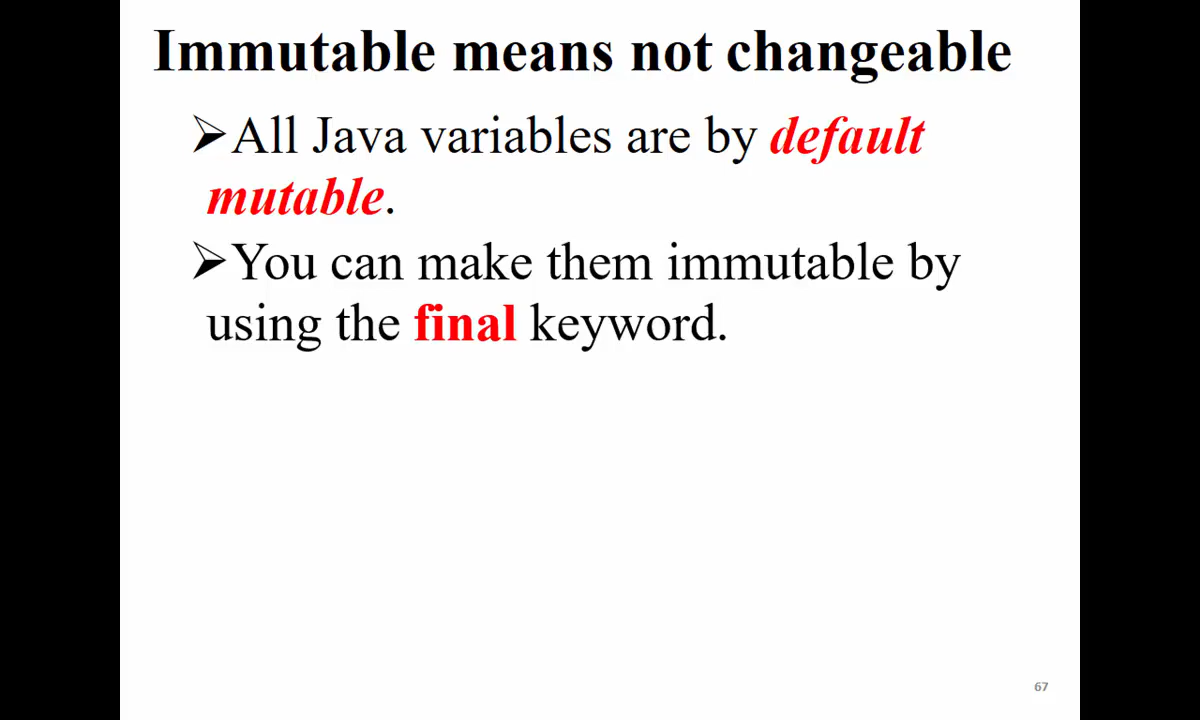 Immutable means not changeable
➢All Java variables are by default
mutable.
➢You can make them immutable by
using the final keyword.
67